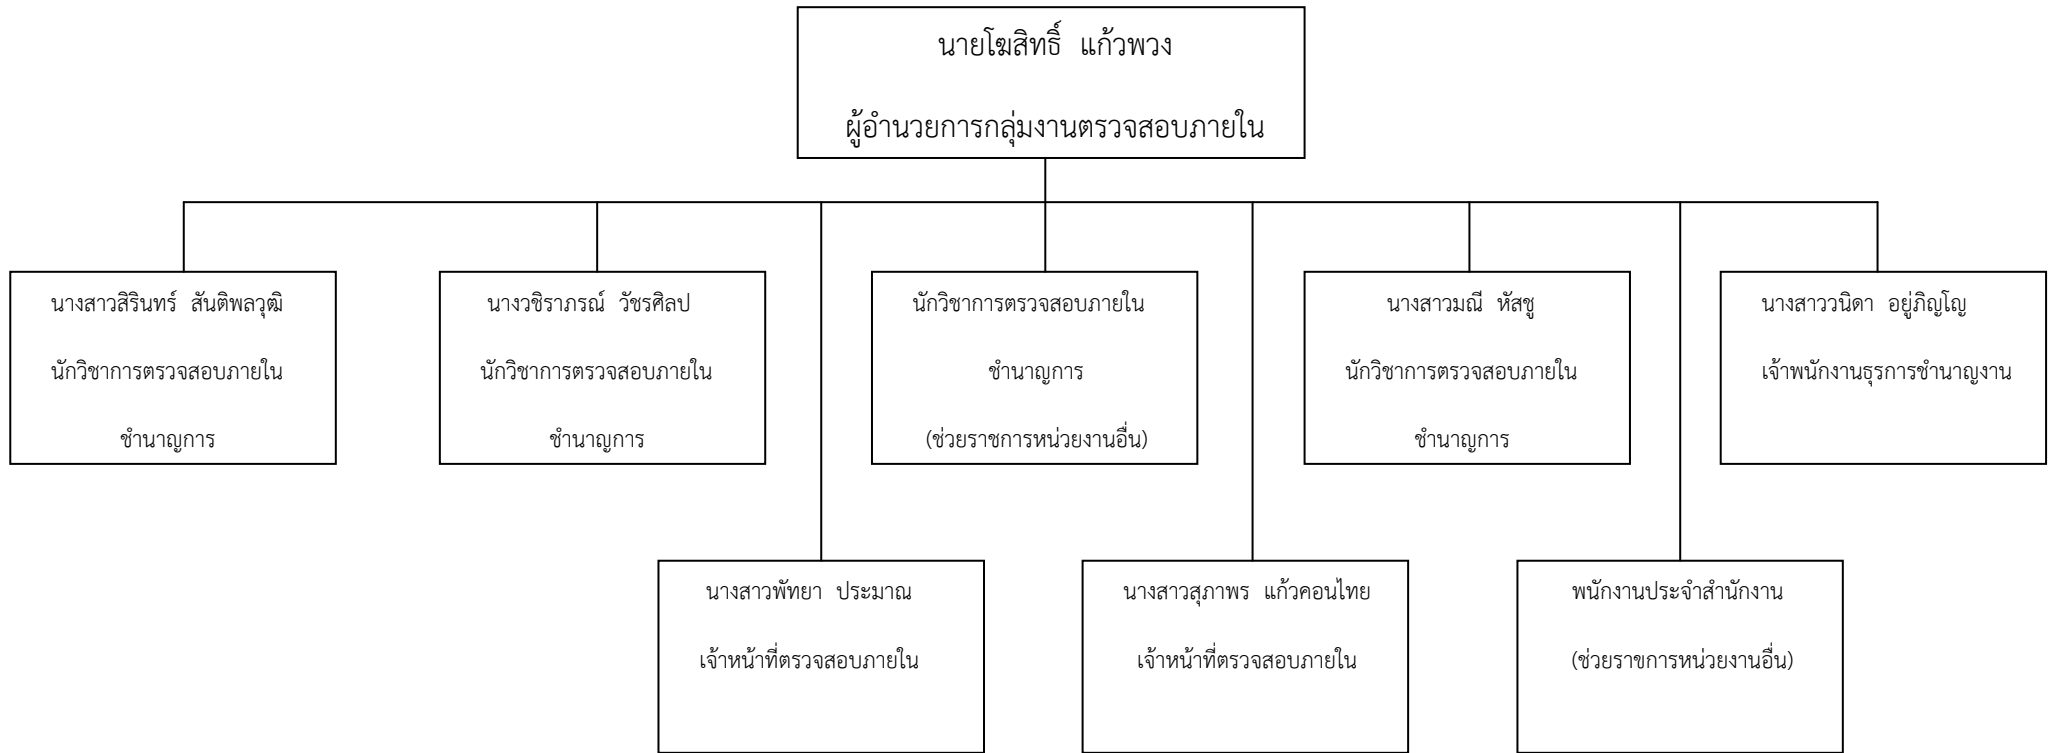 นายโฆสิทธิ์ แก้วพวง
ผู้อำนวยการกลุ่มงานตรวจสอบภายใน
นางสาวสิรินทร์ สันติพลวุฒิ
นักวิชาการตรวจสอบภายใน
ชำนาญการ
นางวชิราภรณ์ วัชรศิลป
นักวิชาการตรวจสอบภายใน
ชำนาญการ
นักวิชาการตรวจสอบภายใน
ชำนาญการ
(ช่วยราชการหน่วยงานอื่น)
นางสาวมณี หัสชู
นักวิชาการตรวจสอบภายใน
ชำนาญการ
นางสาววนิดา อยู่ภิญโญ
เจ้าพนักงานธุรการชำนาญงาน
นางสาวพัทยา ประมาณ
เจ้าหน้าที่ตรวจสอบภายใน
นางสาวสุภาพร แก้วคอนไทย
เจ้าหน้าที่ตรวจสอบภายใน
พนักงานประจำสำนักงาน
(ช่วยราขการหน่วยงานอื่น)